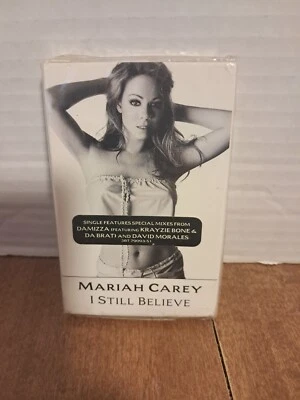 SINGLE FEATURES SPECIAL MIXES FROM
DAMIZZA (FEATURING KRAYZIE BONE &
DA BRAT) AND DAVID MORALES
MARIAH CAREY
I STILL BELIEVE